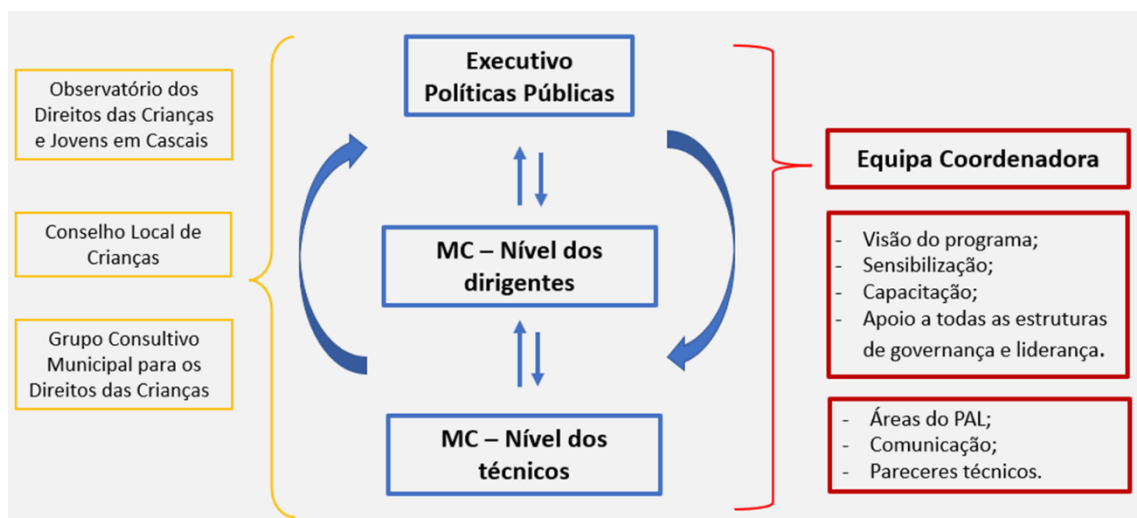 Observatório dos
Direitos das Crianças
e Jovens em Cascais
Conselho Local de
Crianças
Grupo Consultivo
Municipal para os
Direitos das Crianças
Executivo
Políticas Públicas
MC – Nível dos
dirigentes
MC – Nível dos
técnicos
Equipa Coordenadora
- Visão do programa;
- Sensibilização;
- Capacitação;
- Apoio a todas as estruturas
de governança e liderança.
- Áreas do PAL;
- Comunicação;
- Pareceres técnicos.